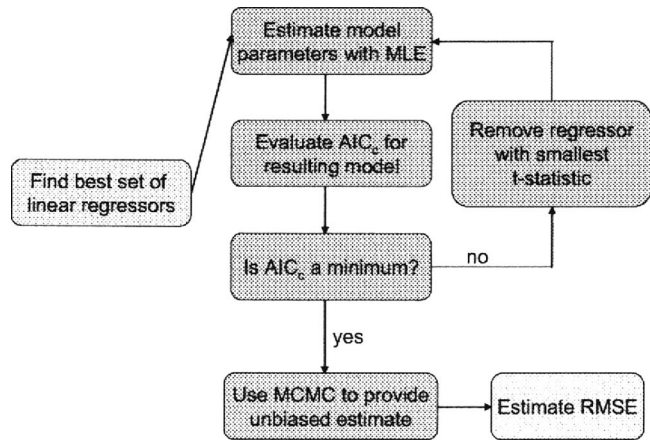 Estimate model
parameters with MLE
Evaluate AICc for
resulting model
Remove regressor
with smallest
t-statistic
Find best set of
linear regressors
Is AICc a minimum?
no
yes
Use MCMC to provide
unbiased estimate
Estimate RMSE